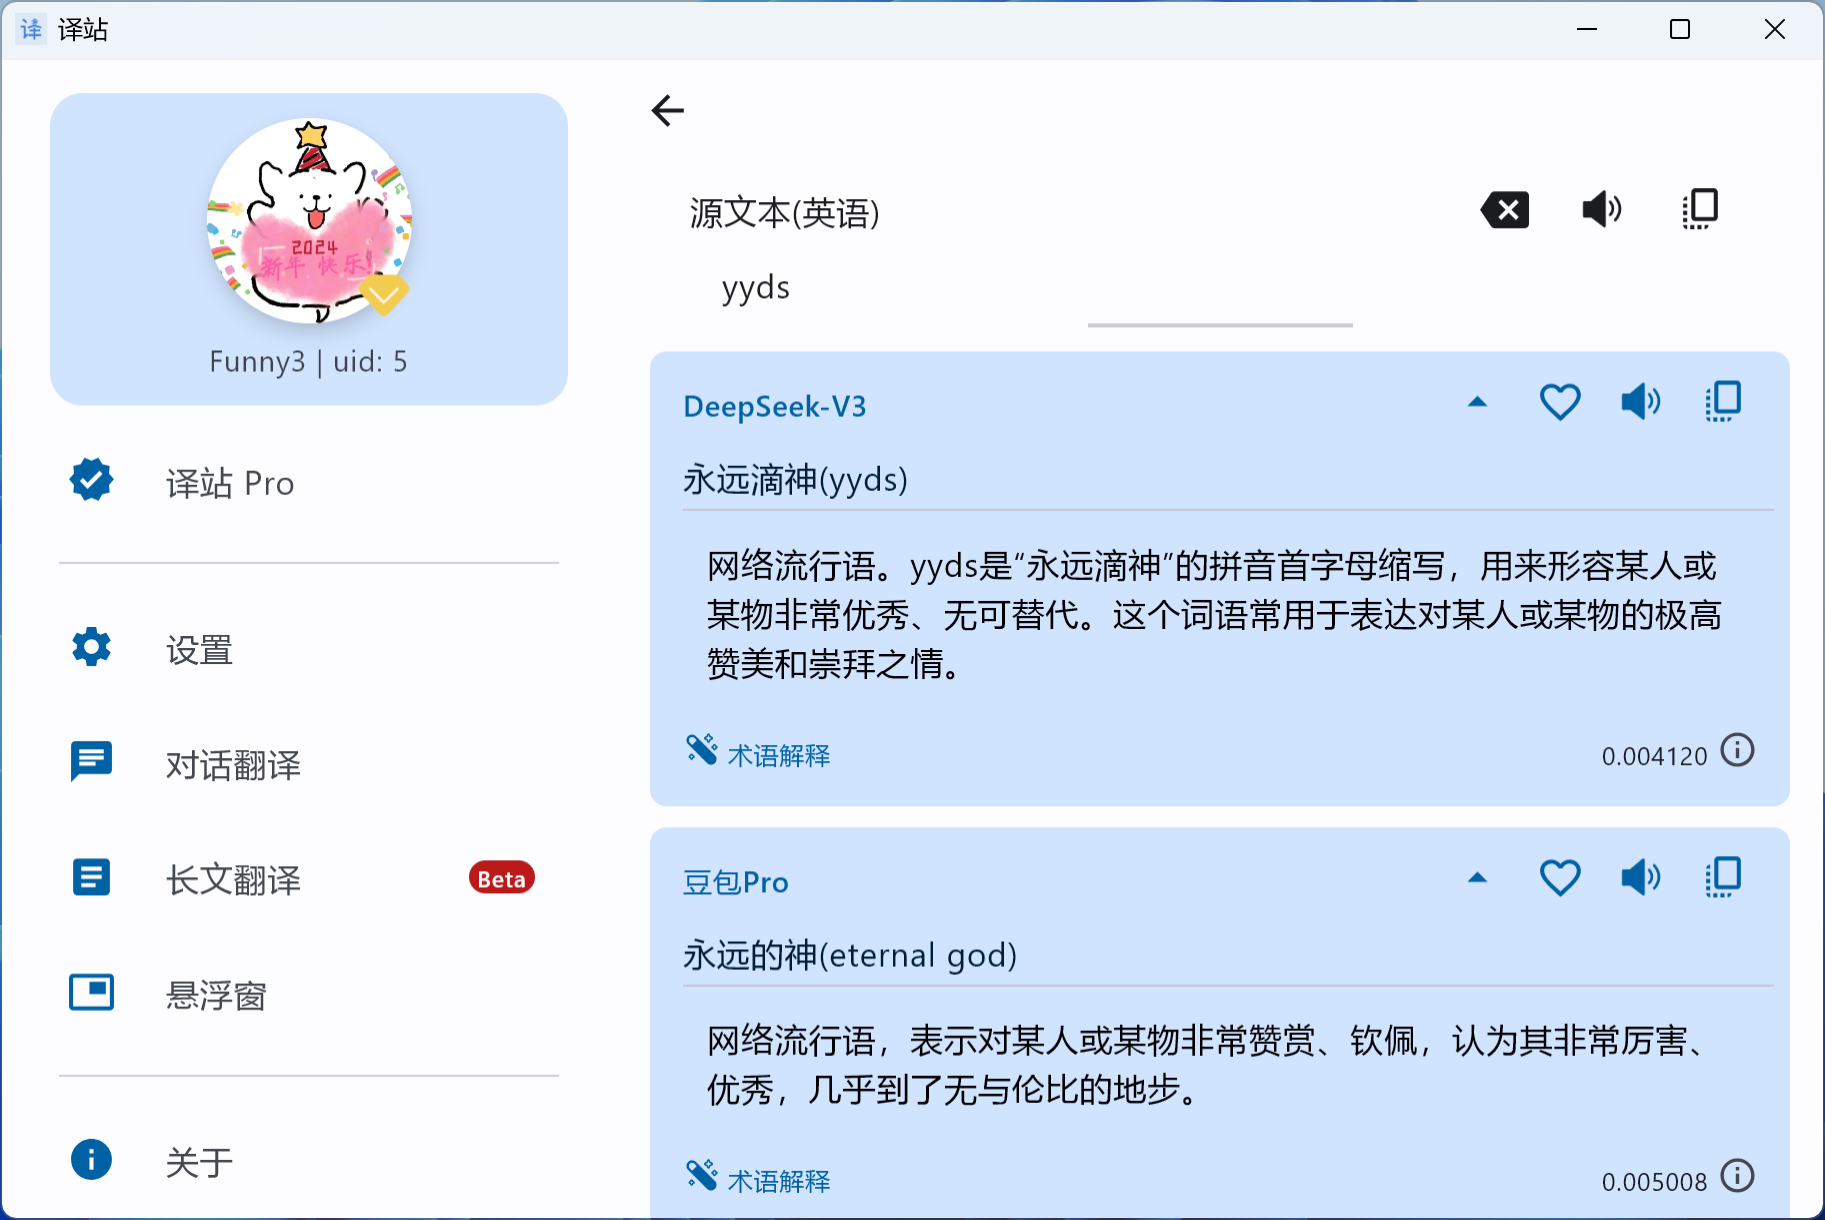 译 译站
2024
新年 快乐!
Funny3 | uid: 5
译站 Pro
设置
对话翻译
长文翻译 Beta
悬浮窗
关于
源文本(英语)
yyds
DeepSeek-V3
永远滴神(yyds)
网络流行语。yyds是“永远滴神”的拼音首字母缩写，用来形容某人或
某物非常优秀、无可替代。这个词语常用于表达对某人或某物的极高
赞美和崇拜之情。
术语解释 0.004120
豆包Pro
永远的神(eternal god)
网络流行语，表示对某人或某物非常赞赏、钦佩，认为其非常厉害、
优秀，几乎到了无与伦比的地步。
术语解释 0.005008